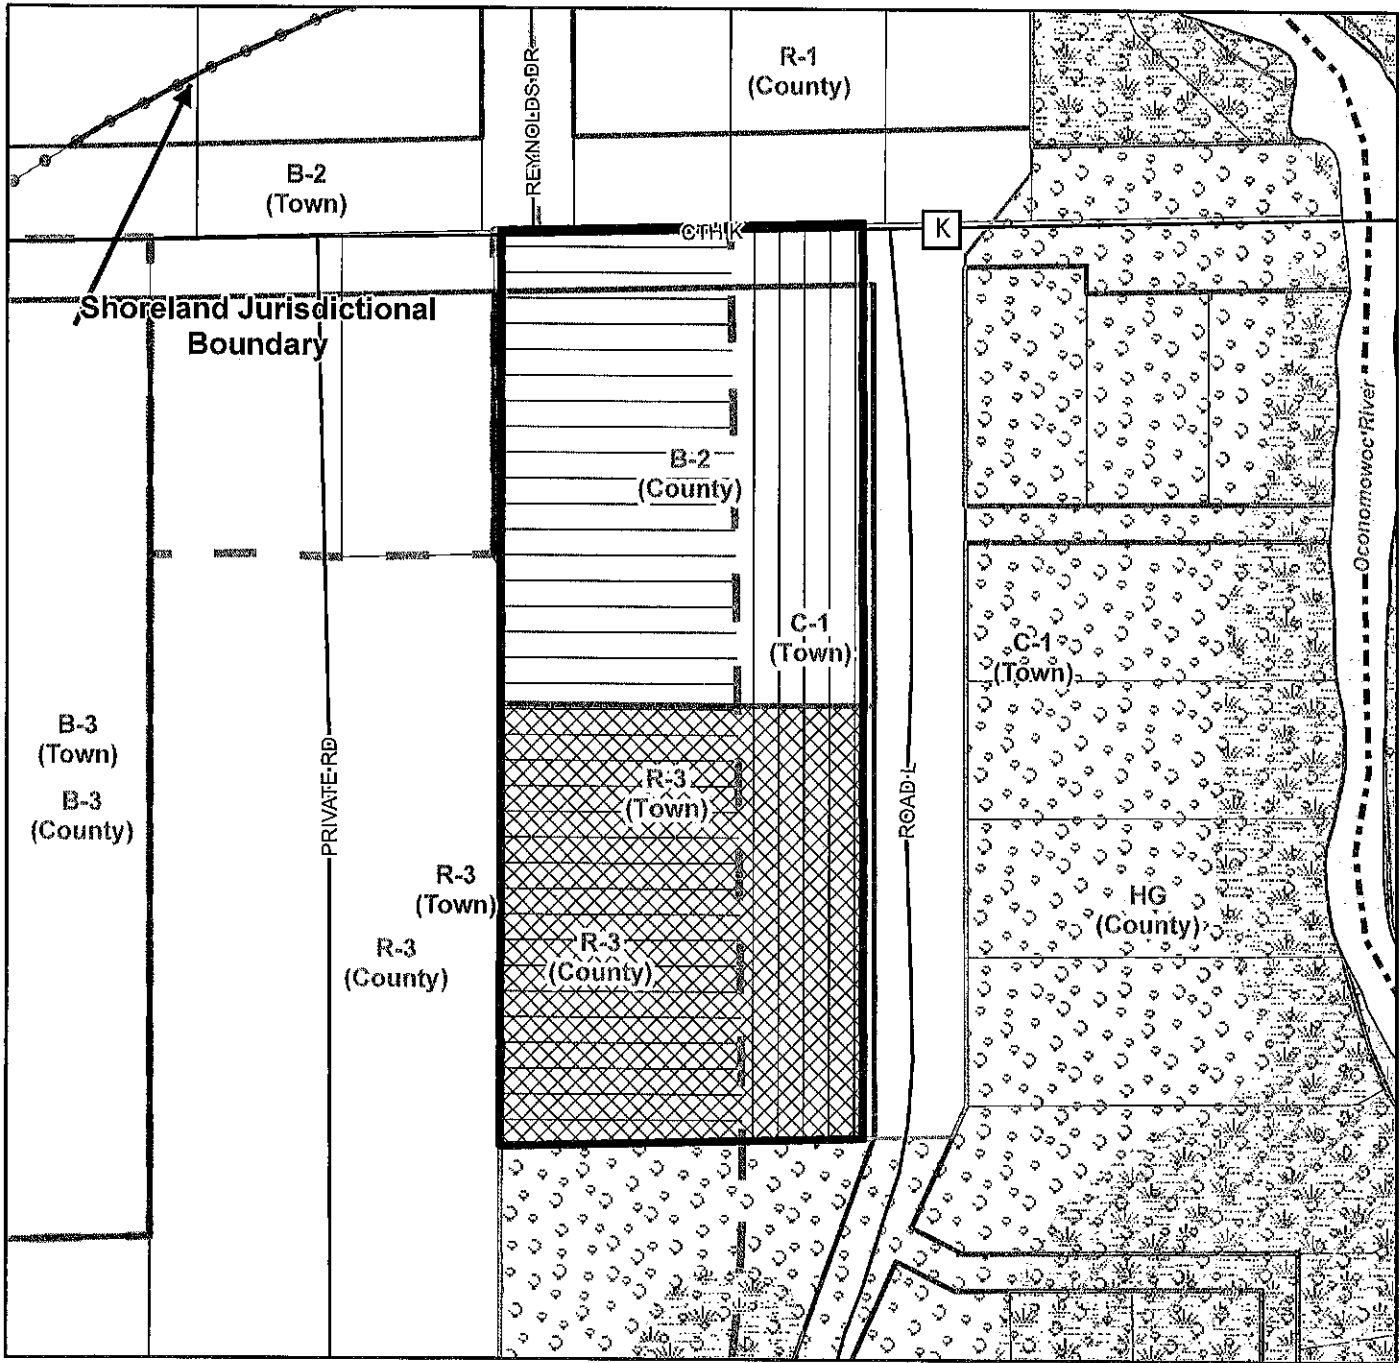 REYNOLDS DR
R-1
(County)
B-2
(Town)
CTH K
K
Shoreland Jurisdictional
Boundary
B-2
(County)
Oconomowoc River
C-1
(Town)
C-1
(Town)
B-3
(Town)
B-3
(County)
PRIVATE RD
R-3
(Town)
ROAD L
R-3
(Town)
R-3
(County)
R-3
(County)
HG
(County)